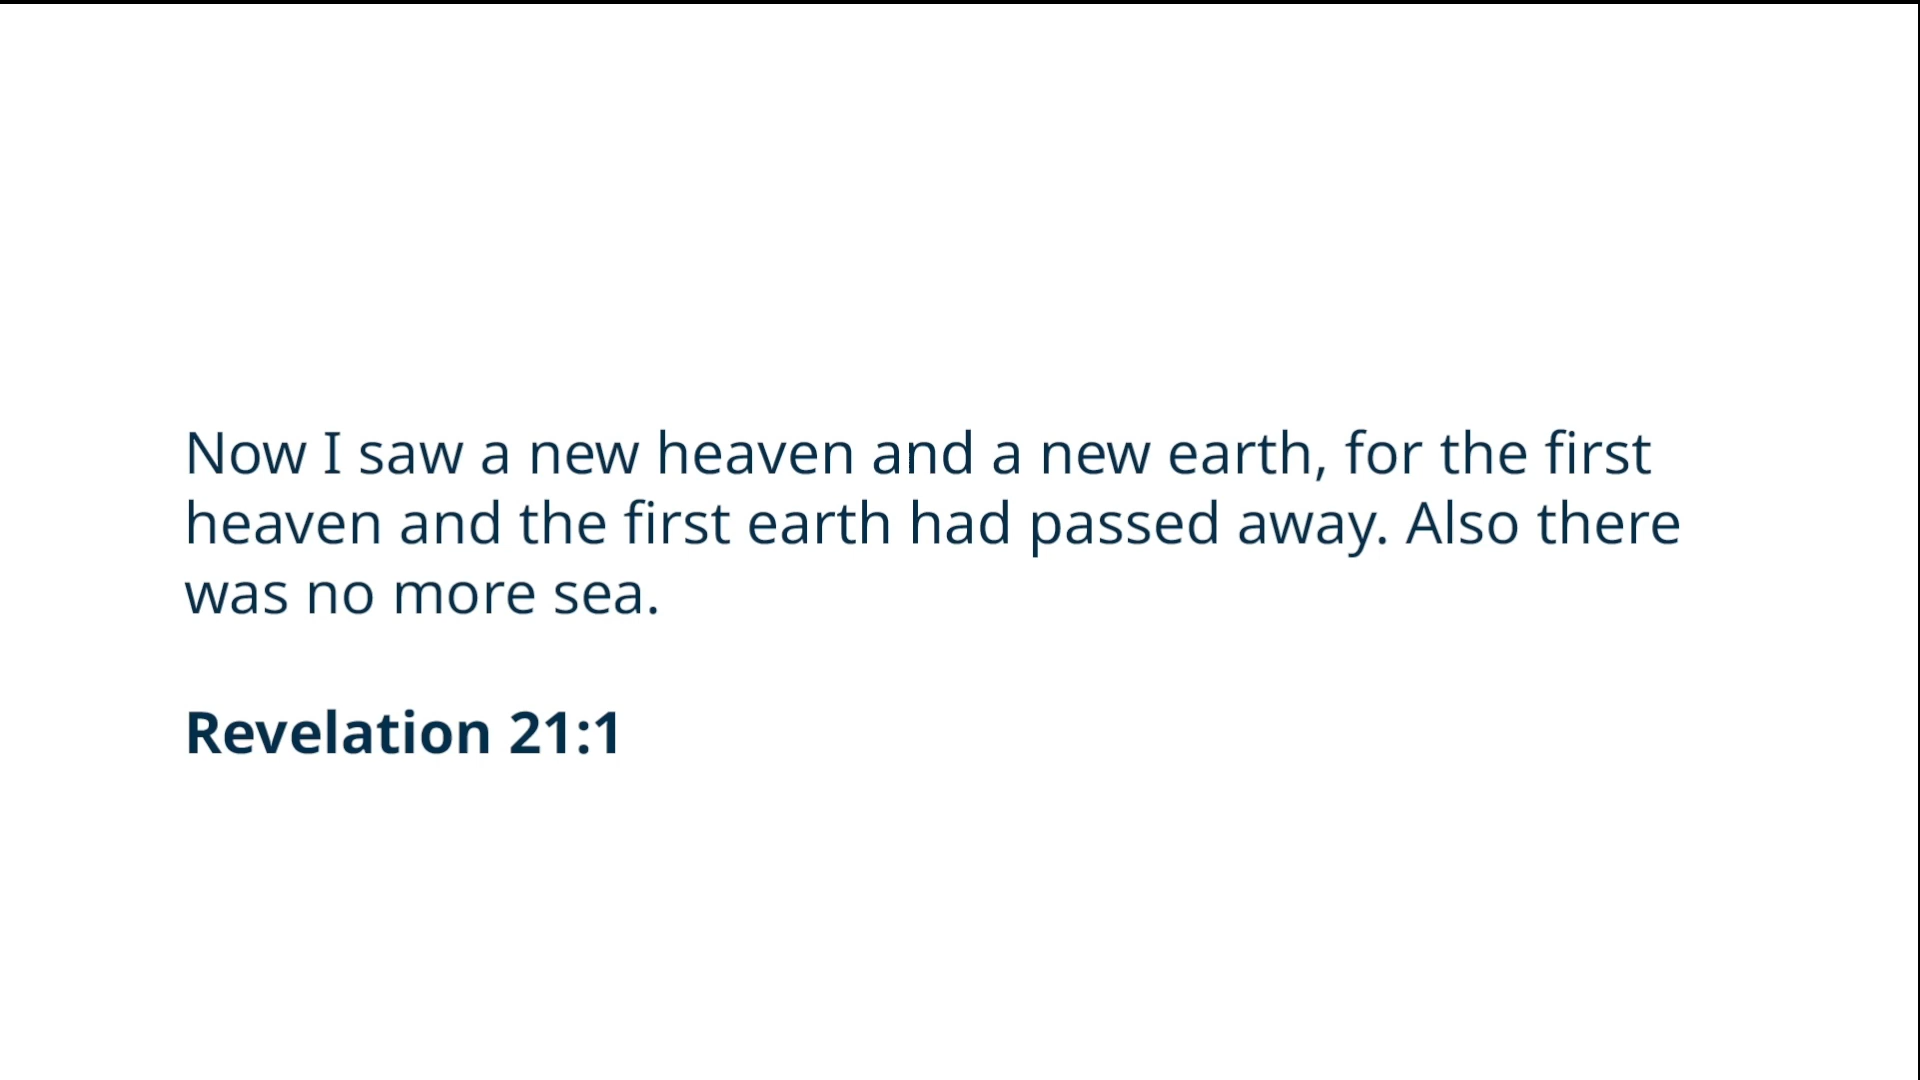 Now I saw a new heaven and a new earth, for the first
heaven and the first earth had passed away. Also there
was no more sea.
Revelation 21:1